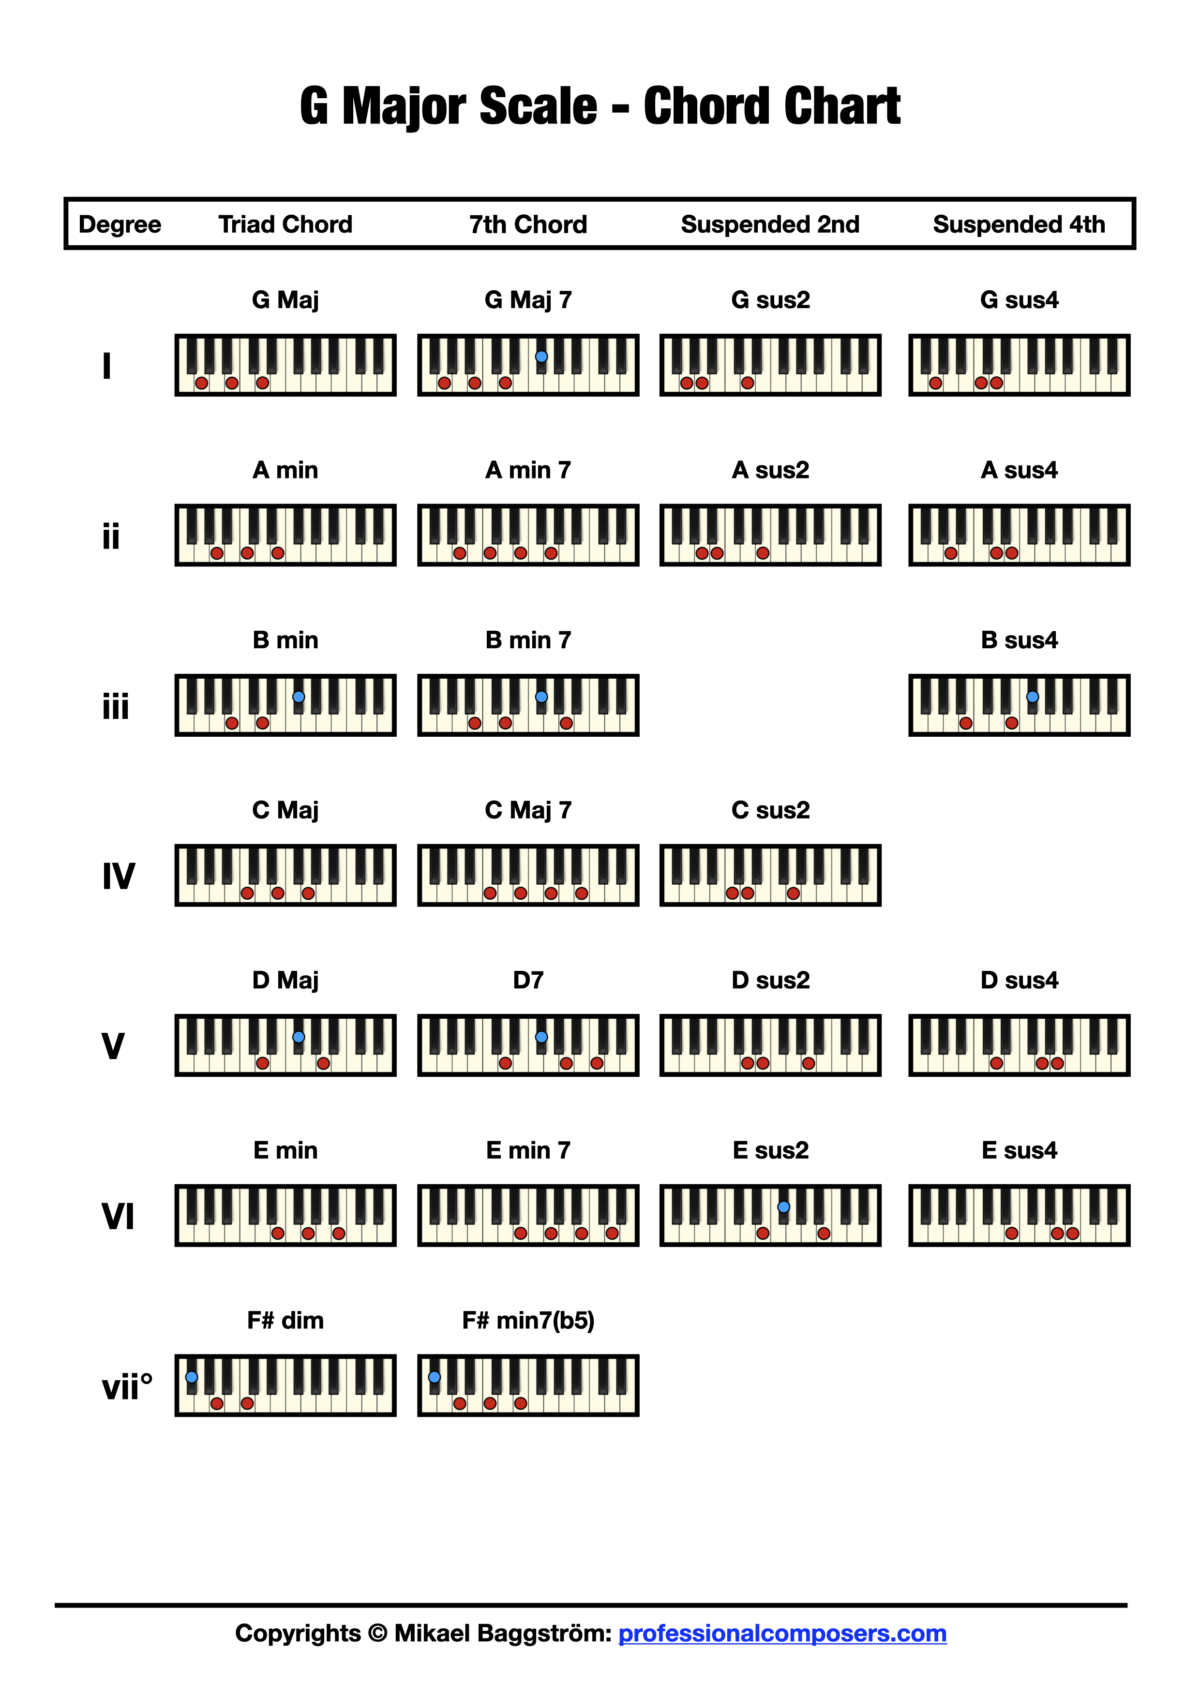 G Major Scale - Chord Chart
Degree Triad Chord 7th Chord Suspended 2nd Suspended 4th
G Maj G Maj 7 G sus2 G sus4
I
A min A min 7 A sus2 A sus4
ii
B min B min 7 B sus4
iii
C Maj C Maj 7 C sus2
IV
D Maj D7 D sus2 D sus4
V
E min E min 7 E sus2 E sus4
VI
F# dim F# min7(b5)
vii°
Copyrights © Mikael Baggström: professionalcomposers.com